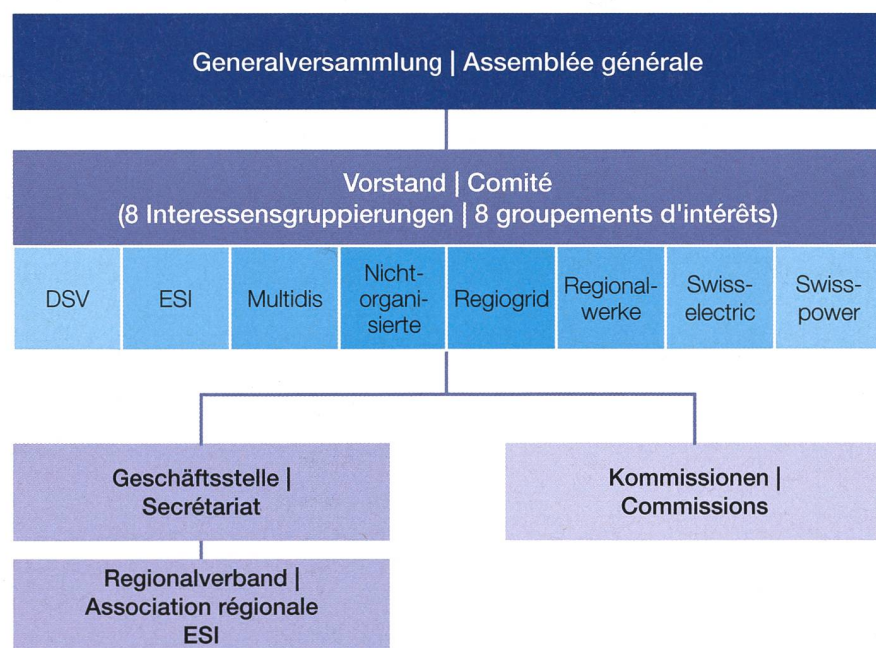 Generalversammlung | Assemblée générale
Vorstand | Comité
(8 Interessensgruppierungen | 8 groupements d'intérêts)
DSV
ESI
Multidis
Nicht-
organi-
sierte
Regiogrid
Regional-
werke
Swiss-
electric
Swiss-
power
Geschäftsstelle |
Secrétariat
Kommissionen |
Commissions
Regionalverband |
Association régionale
ESI